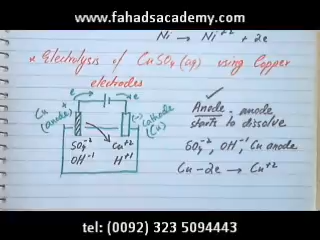 www.fahadsacademy.com
Ni → Ni⁺² + 2e
* Electrolysis of CuSO₄ (aq) using Copper
electrodes
e e
Cu + (anode)
(-) cathode (Cu)
SO₄⁻² Cu⁺²
OH⁻¹ H⁺¹
Anode - anode
starts to dissolve
SO₄⁻², OH⁻¹, Cu anode
Cu - 2e → Cu⁺²
tel: (0092) 323 5094443